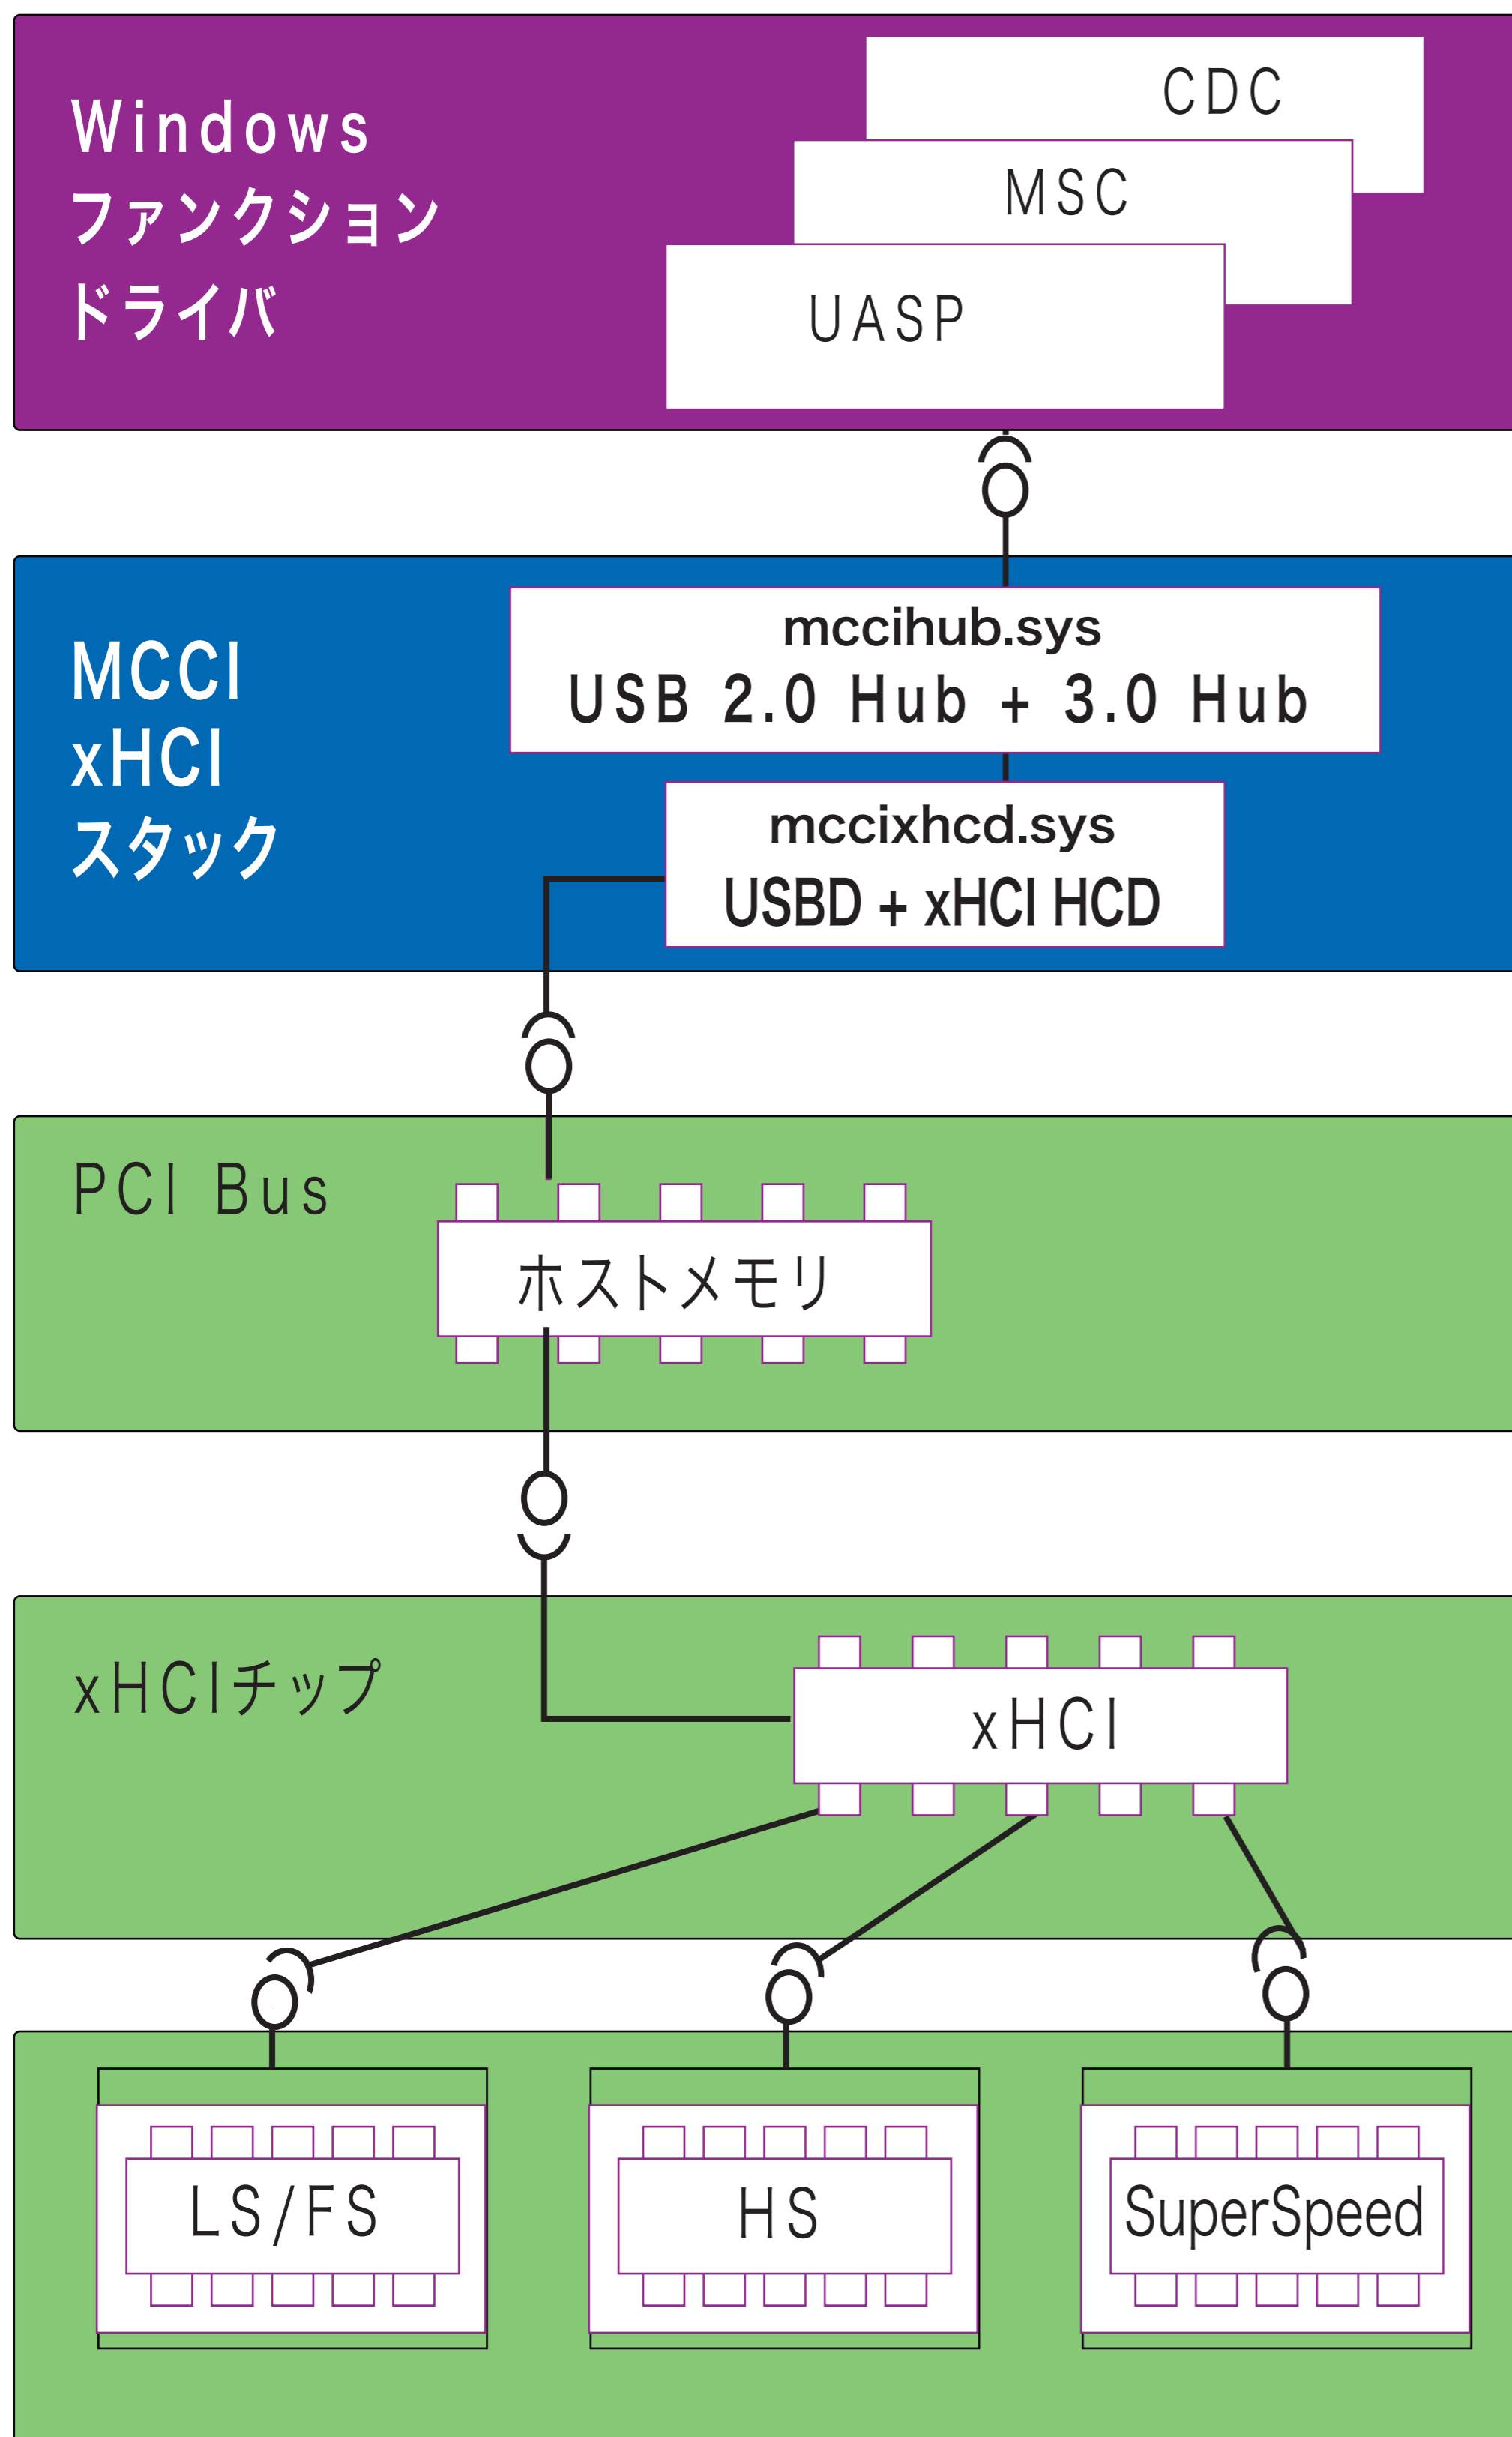 Windows
ファンクション
ドライバ
CDC
MSC
UASP
MCCI
xHCI
スタック
mccihub.sys
USB 2.0 Hub + 3.0 Hub
mccixhcd.sys
USBD + xHCI HCD
PCI Bus
ホストメモリ
xHCIチップ
xHCI
LS/FS
HS
SuperSpeed